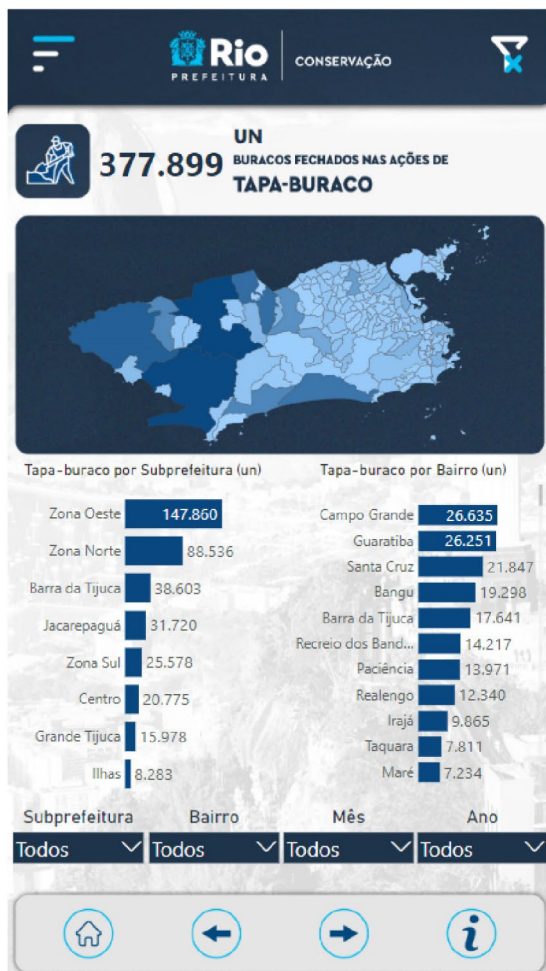 Rio
PREFEITURA
CONSERVAÇÃO
377.899
UN
BURACOS FECHADOS NAS AÇÕES DE
TAPA-BURACO
Tapa-buraco por Subprefeitura (un)
Zona Oeste 147.860
Zona Norte 88.536
Barra da Tijuca 38.603
Jacarepaguá 31.720
Zona Sul 25.578
Centro 20.775
Grande Tijuca 15.978
Ilhas 8.283
Tapa-buraco por Bairro (un)
Campo Grande 26.635
Guaratiba 26.251
Santa Cruz 21.847
Bangu 19.298
Barra da Tijuca 17.641
Recreio dos Band... 14.217
Paciência 13.971
Realengo 12.340
Irajá 9.865
Taquara 7.811
Maré 7.234
Subprefeitura Bairro Mês Ano
Todos Todos Todos Todos
i